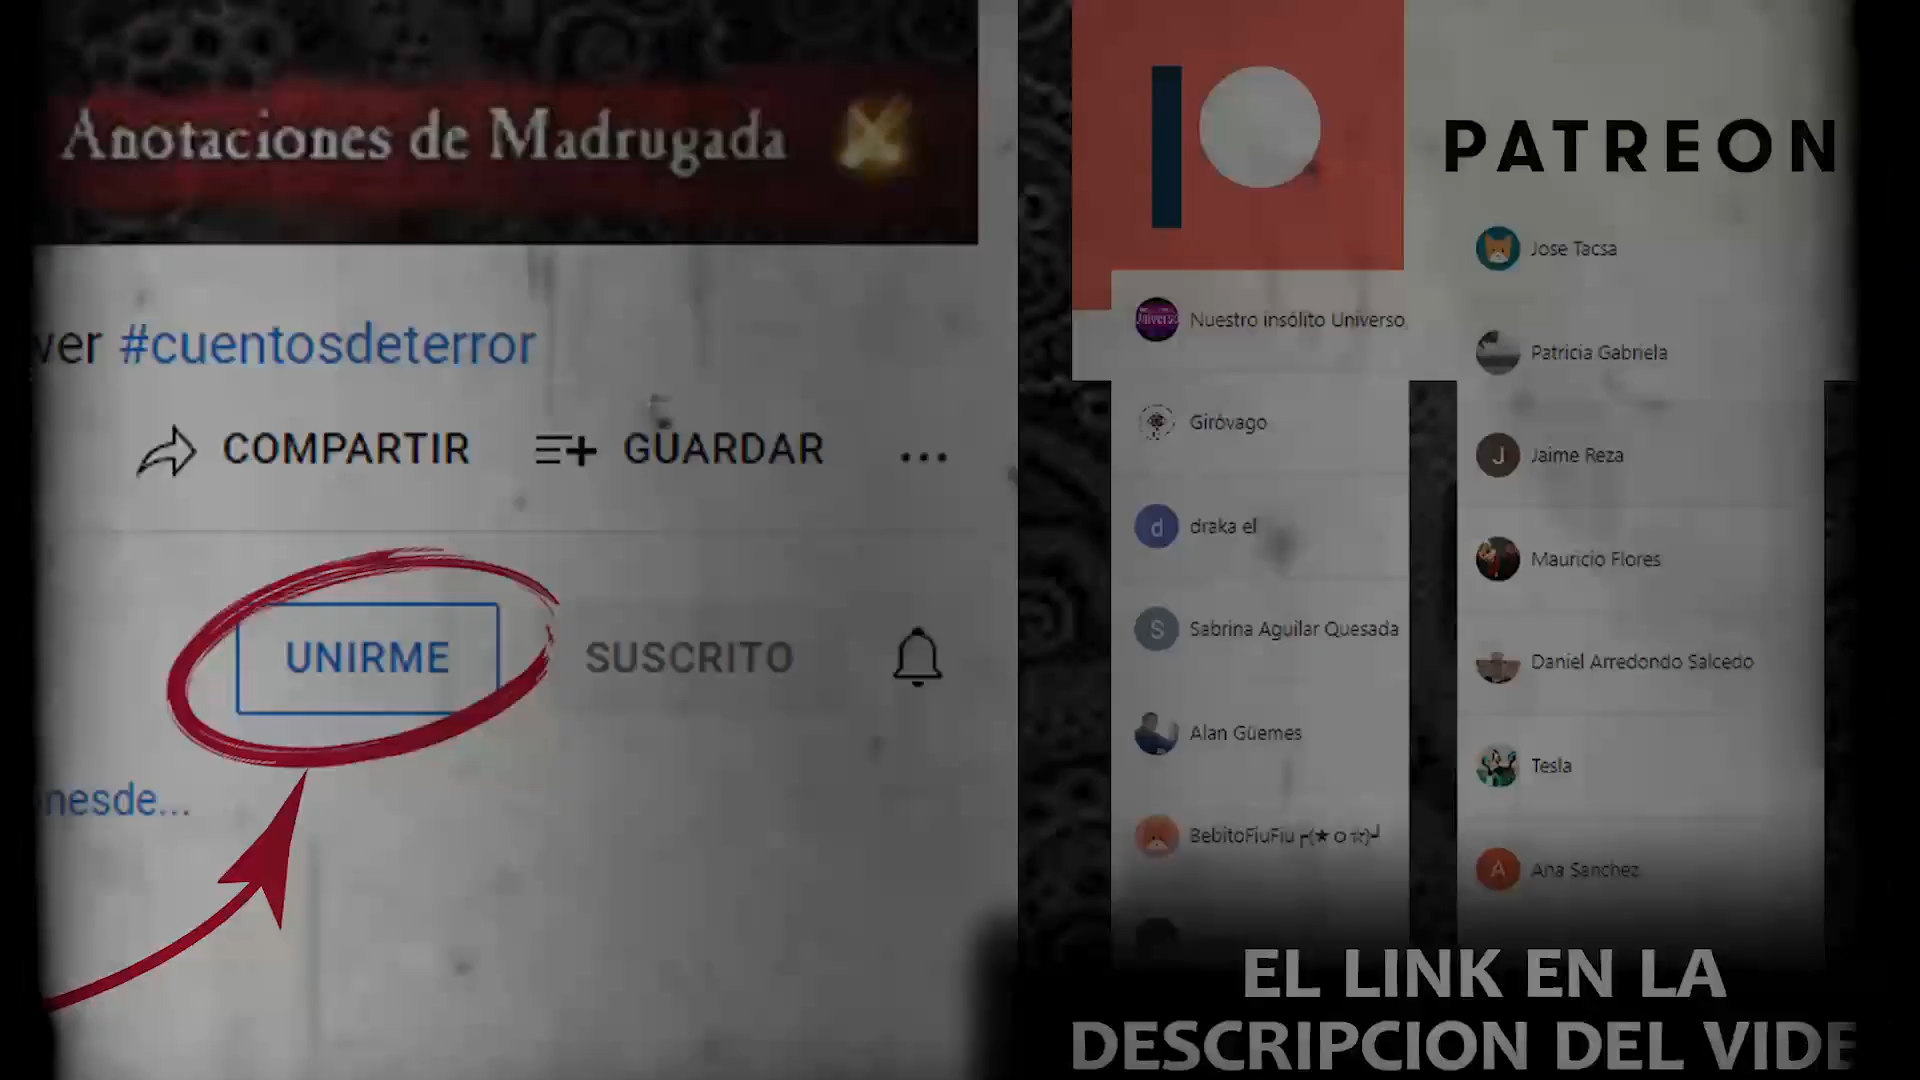 Anotaciones de Madrugada
ver #cuentosdeterror
COMPARTIR
GUARDAR
UNIRME
SUSCRITO
nesde...
PATREON
Nuestro insólito Universo
Giróvago
d
draka el
S
Sabrina Aguilar Quesada
Alan Güemes
BebitoFiuFiu ┏(★ o ☆)┛
Jose Tacsa
Patricia Gabriela
J
Jaime Reza
Mauricio Flores
Daniel Arredondo Salcedo
Tesla
A
Ana Sanchez
EL LINK EN LA
DESCRIPCION DEL VIDE